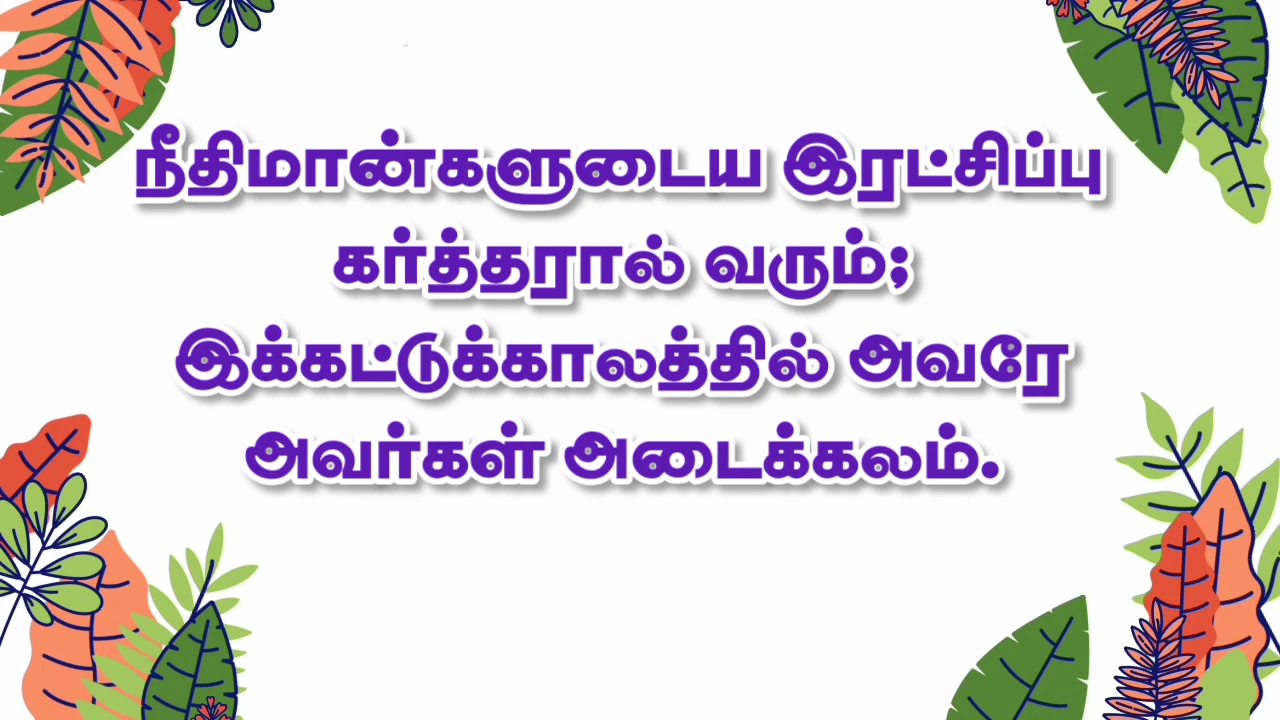 நீதிமான்களுடைய இரட்சிப்பு
கர்த்தரால் வரும்;
இக்கட்டுக்காலத்தில் அவரே
அவர்கள் அடைக்கலம்.